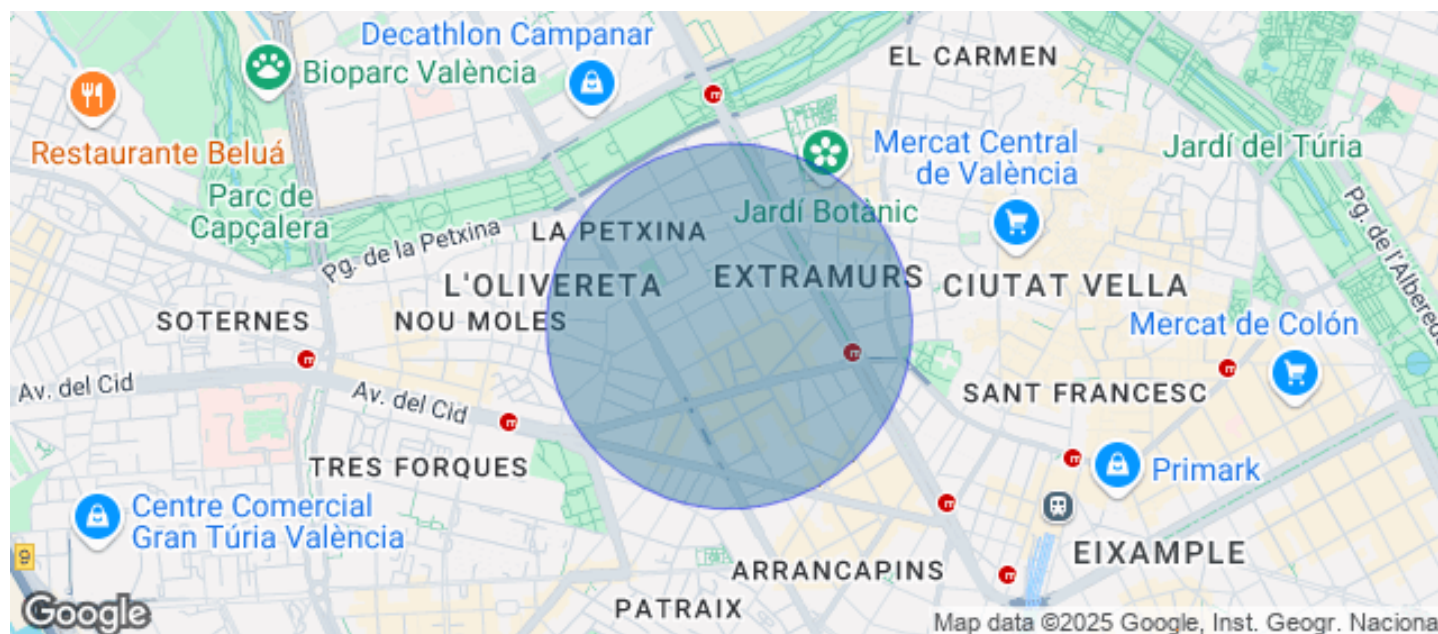 Decathlon Campanar
EL CARMEN
Bioparc València
Restaurante Beluá
Mercat Central
de València
Jardí del Túria
Parc de
Capçalera
Jardí Botànic
Pg. de la Petxina
LA PETXINA
Pg. de l'Albereda
L'OLIVERETA
EXTRAMURS
CIUTAT VELLA
SOTERNES
NOU MOLES
Mercat de Colón
Av. del Cid
Av. del Cid
SANT FRANCESC
TRES FORQUES
Primark
Centre Comercial
Gran Túria València
9
EIXAMPLE
ARRANCAPINS
PATRAIX
Google
Map data ©2025 Google, Inst. Geogr. Naciona